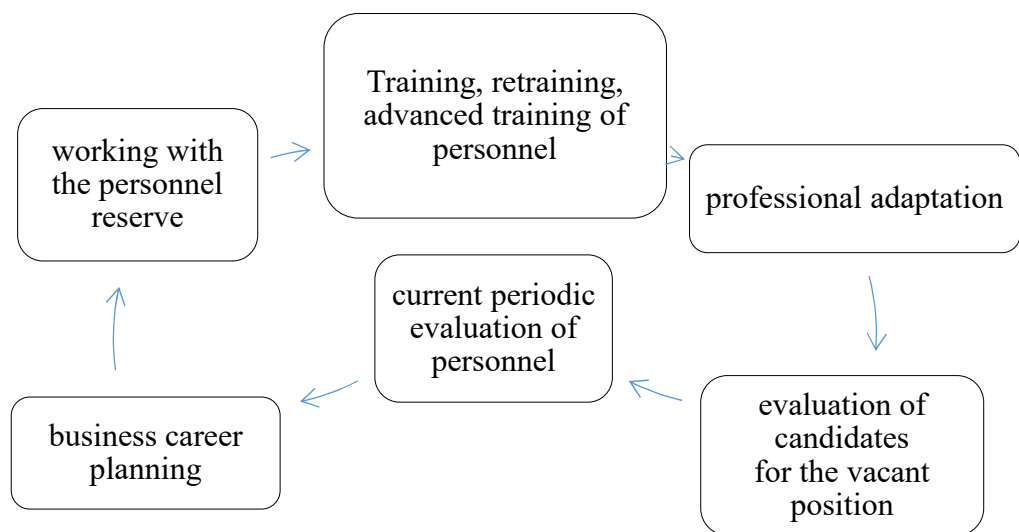 Training, retraining,
advanced training of
personnel
working with
the personnel
reserve
professional adaptation
current periodic
evaluation of
personnel
business career
planning
evaluation of
candidates
for the vacant
position